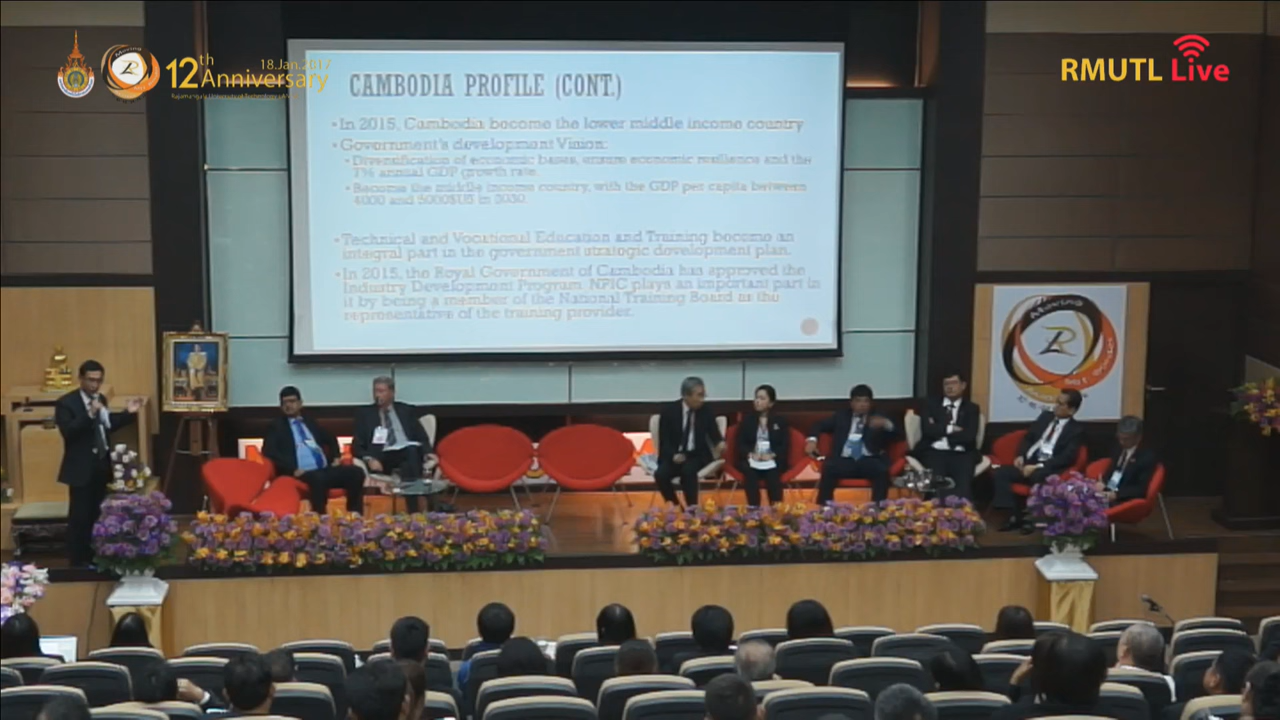 12th
18.Jan.2017
Anniversary
RMUTL Live
CAMBODIA PROFILE (CONT.)
In 2015, Cambodia become the lower middle income country
Government's development Vision:
Diversification of economic bases, ensure economic resilience and the
7% annual GDP growth rate.
Become the middle income country, with the GDP per capita between
4000 and 5000$US in 2030.
Technical and Vocational Education and Training become an
integral part in the government strategic development plan.
In 2015, the Royal Government of Cambodia has approved the
Industry Development Program. NPIC plays an important part in
it by being a member of the National Training Board as the
representative of the training provider.
Moving